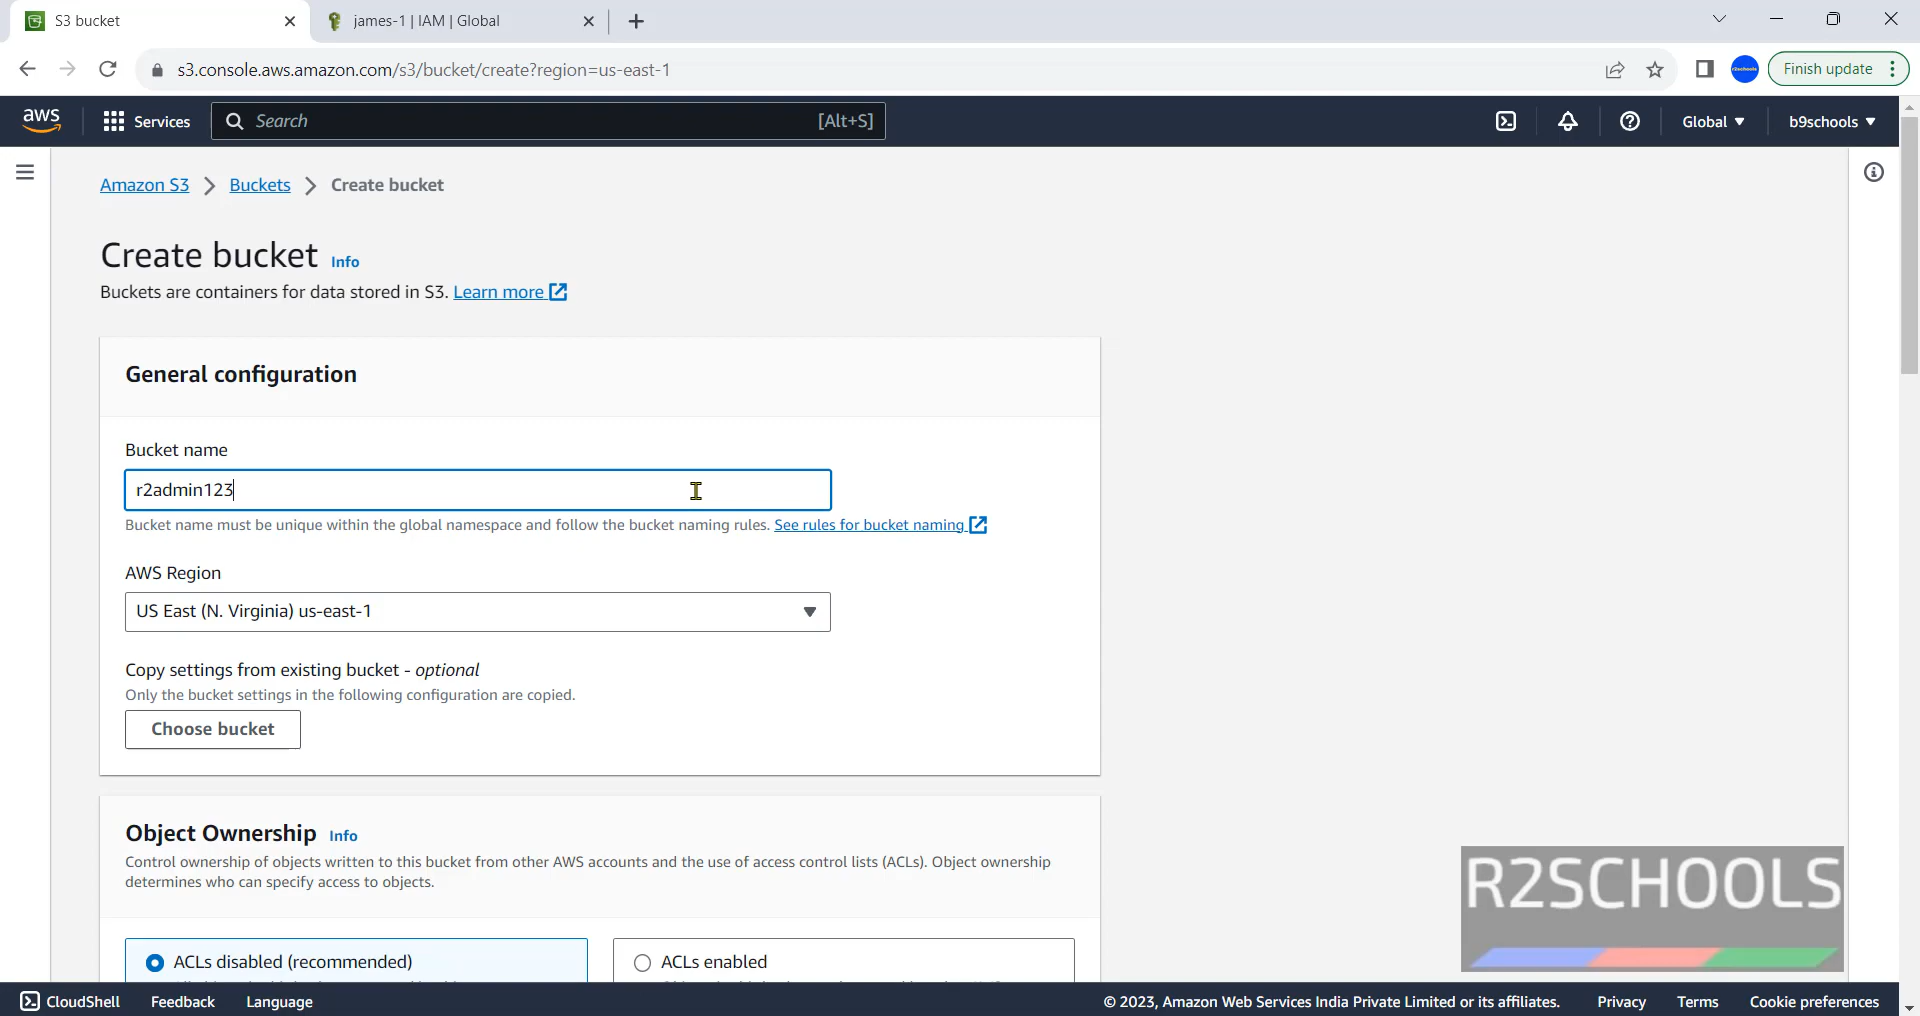 S3 bucket
james-1 | IAM | Global
s3.console.aws.amazon.com/s3/bucket/create?region=us-east-1
Finish update
aws
Services
Search
[Alt+S]
Global
b9schools
Amazon S3 > Buckets > Create bucket
Create bucket Info
Buckets are containers for data stored in S3. Learn more
General configuration
Bucket name
r2admin123
Bucket name must be unique within the global namespace and follow the bucket naming rules. See rules for bucket naming
AWS Region
US East (N. Virginia) us-east-1
Copy settings from existing bucket - optional
Only the bucket settings in the following configuration are copied.
Choose bucket
Object Ownership Info
Control ownership of objects written to this bucket from other AWS accounts and the use of access control lists (ACLs). Object ownership
determines who can specify access to objects.
ACLs disabled (recommended)
ACLs enabled
R2SCHOOLS
CloudShell
Feedback
Language
© 2023, Amazon Web Services India Private Limited or its affiliates.
Privacy
Terms
Cookie preferences